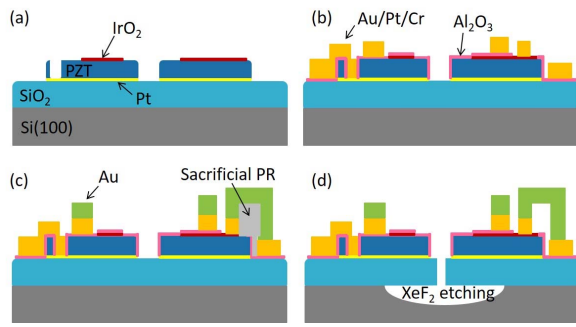 (a)
IrO2
PZT
Pt
SiO2
Si(100)
(b)
Au/Pt/Cr
Al2O3
(c)
Au
Sacrificial PR
(d)
XeF2 etching